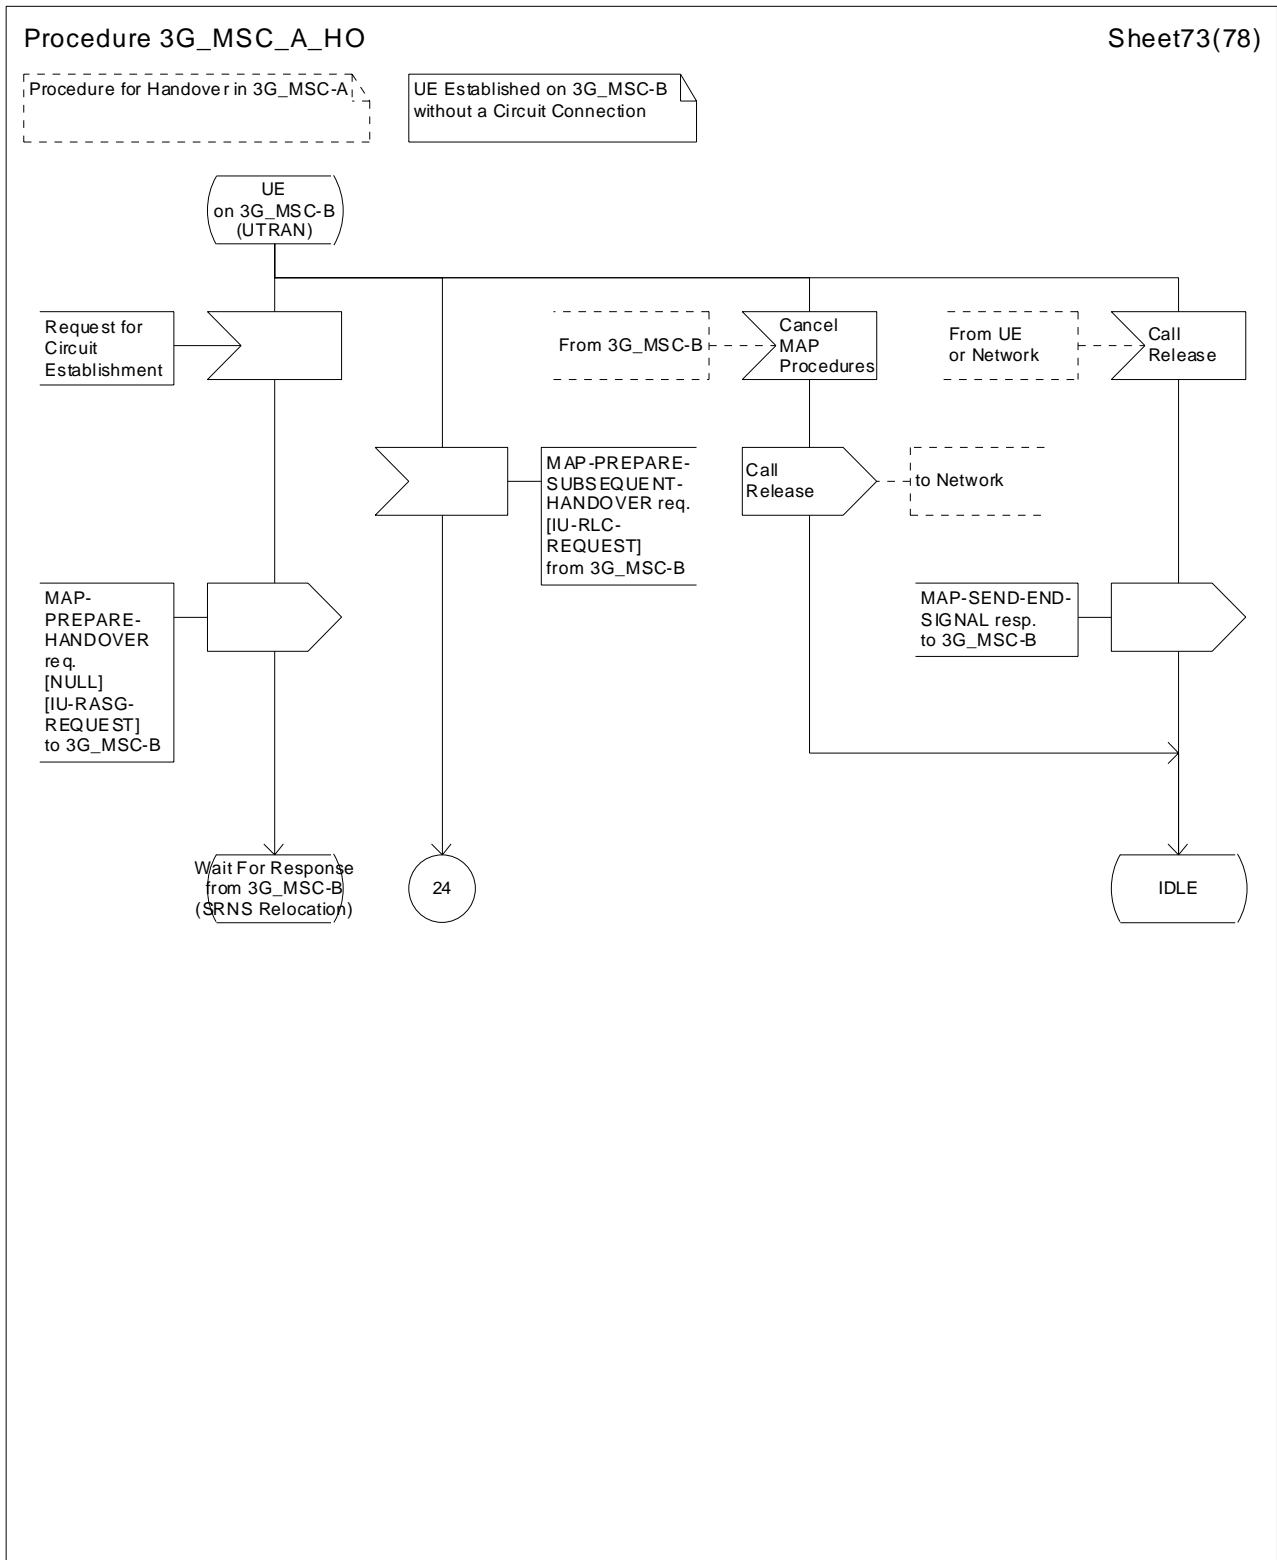 Procedure 3G_MSC_A_HO
Sheet73(78)
Procedure for Handover in 3G_MSC-A
UE Established on 3G_MSC-B
without a Circuit Connection
UE
on 3G_MSC-B
(UTRAN)
Request for
Circuit
Establishment
From 3G_MSC-B
Cancel
MAP
Procedures
From UE
or Network
Call
Release
MAP-PREPARE-
SUBSEQUENT-
HANDOVER req.
[IU-RLC-
REQUEST]
from 3G_MSC-B
Call
Release
to Network
MAP-
PREPARE-
HANDOVER
req.
[NULL]
[IU-RASG-
REQUEST]
to 3G_MSC-B
MAP-SEND-END-
SIGNAL resp.
to 3G_MSC-B
Wait For Response
from 3G_MSC-B
(SRNS Relocation)
24
IDLE